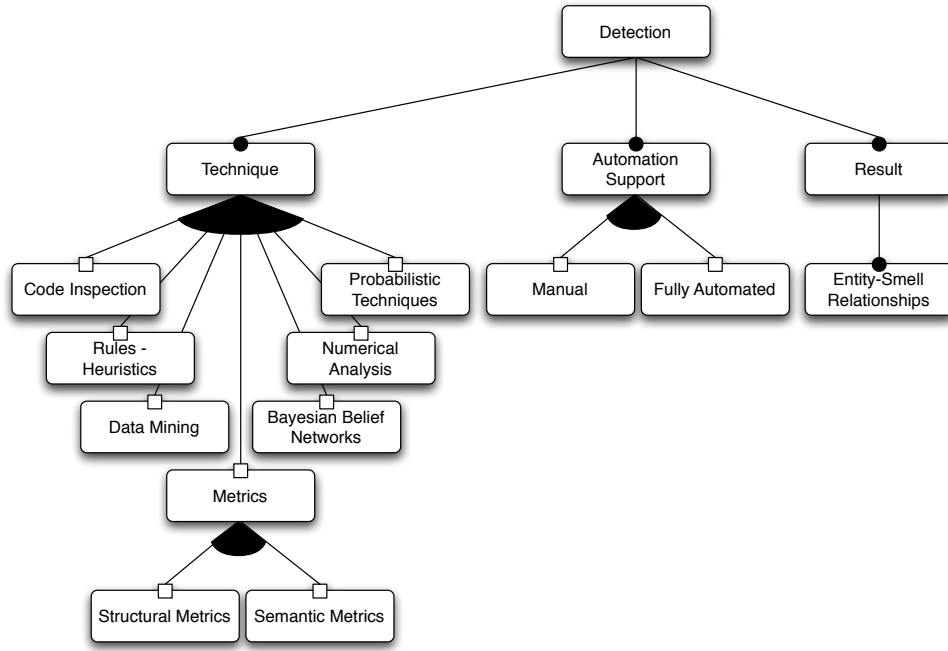 Detection
Technique
Automation
Support
Result
Code Inspection
Probabilistic
Techniques
Manual
Fully Automated
Entity-Smell
Relationships
Rules -
Heuristics
Numerical
Analysis
Data Mining
Bayesian Belief
Networks
Metrics
Structural Metrics
Semantic Metrics